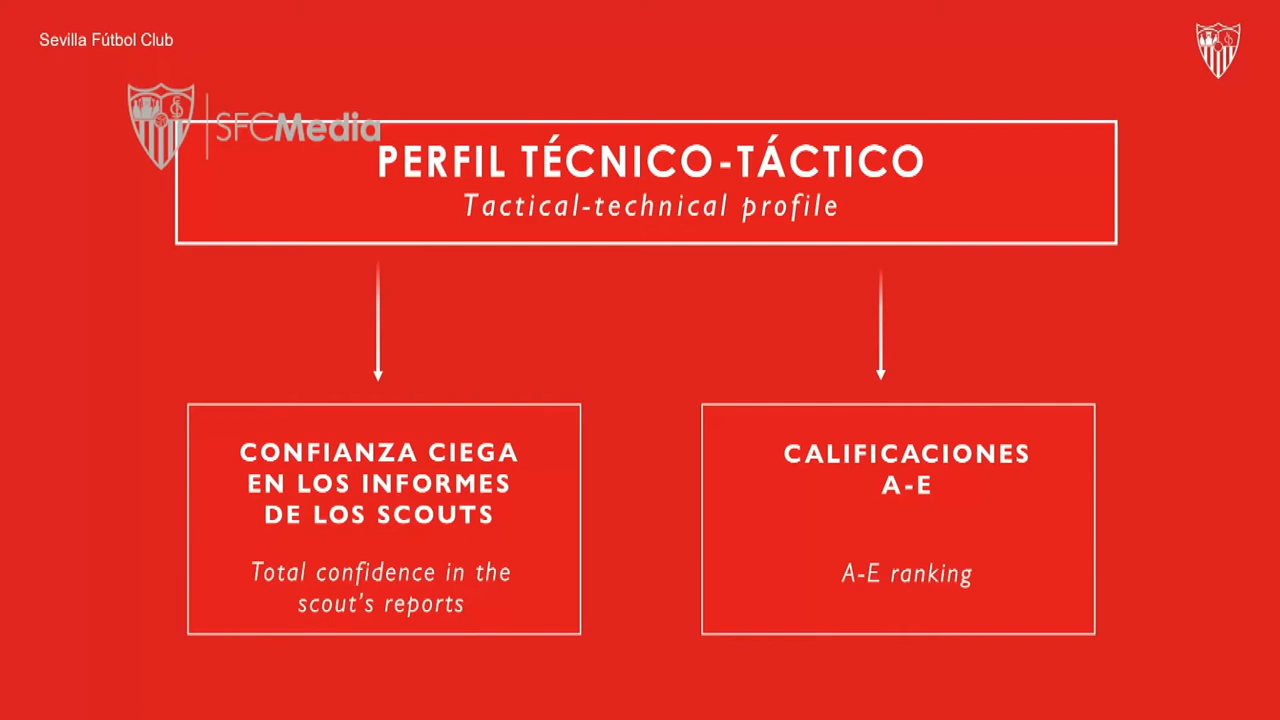 Sevilla Fútbol Club
SFCMedia
PERFIL TÉCNICO-TÁCTICO
Tactical-technical profile
CONFIANZA CIEGA
EN LOS INFORMES
DE LOS SCOUTS
Total confidence in the
scout's reports
CALIFICACIONES
A-E
A-E ranking